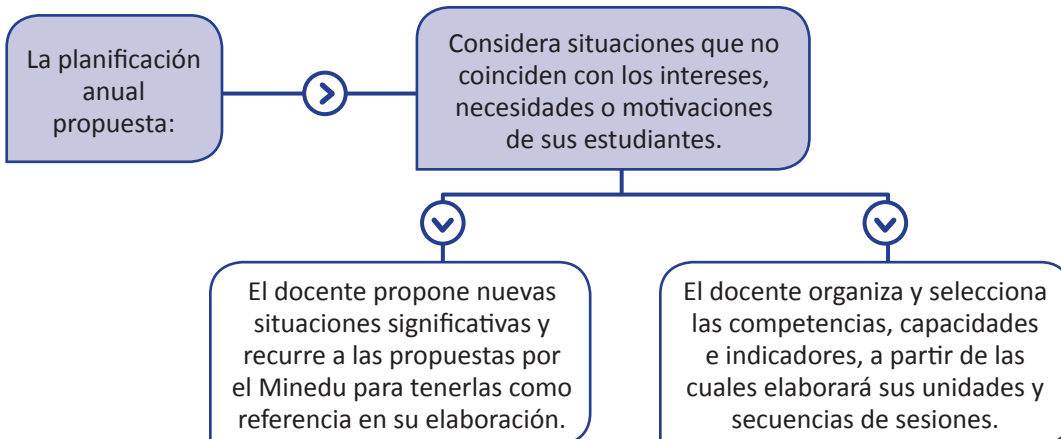 La planificación
anual
propuesta:
Considera situaciones que no
coinciden con los intereses,
necesidades o motivaciones
de sus estudiantes.
El docente propone nuevas
situaciones significativas y
recurre a las propuestas por
el Minedu para tenerlas como
referencia en su elaboración.
El docente organiza y selecciona
las competencias, capacidades
e indicadores, a partir de las
cuales elaborará sus unidades y
secuencias de sesiones.